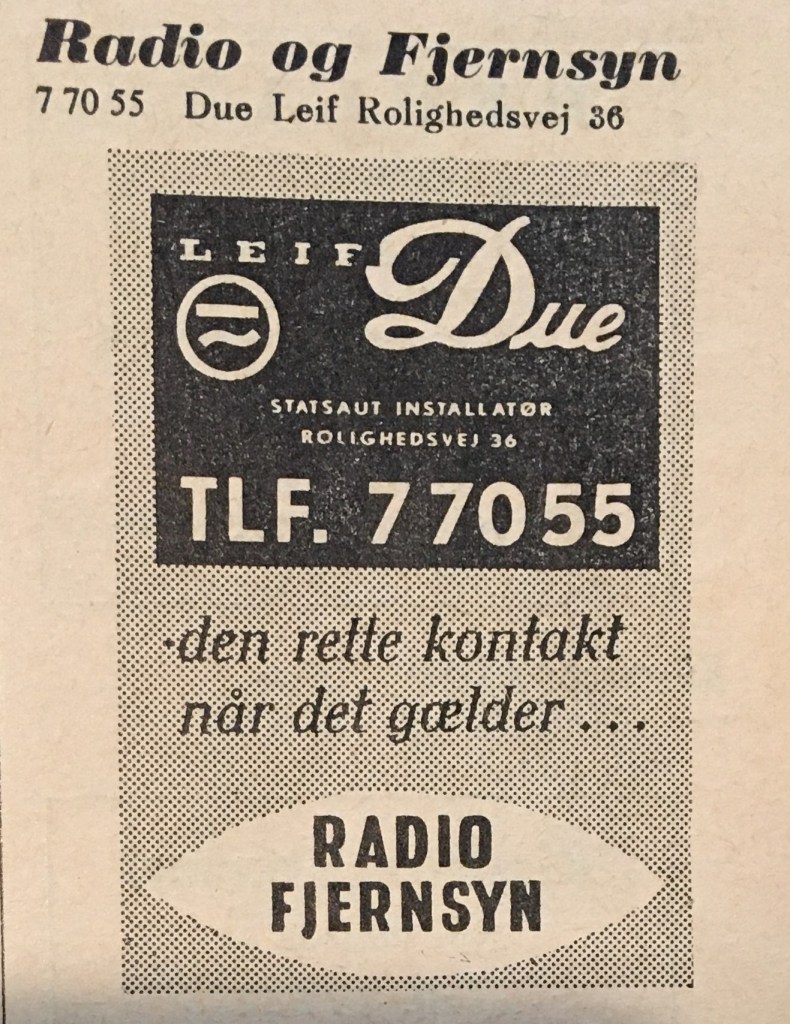 Radio og Fjernsyn
7 70 55 Due Leif Rolighedsvej 36
LEIF Due
STATSAUT INSTALLATØR
ROLIGHEDSVEJ 36
TLF. 7 70 55
-den rette kontakt
når det gælder...
RADIO
FJERNSYN